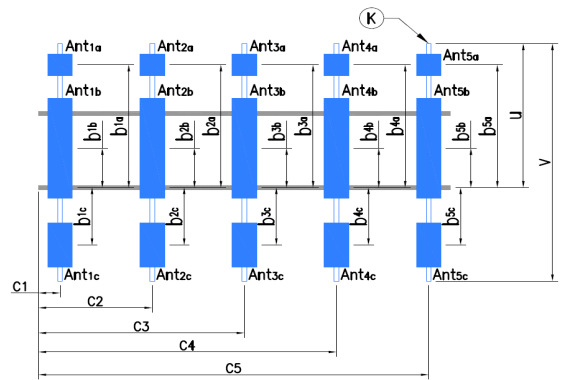 K
Ant1a Ant2a Ant3a Ant4a Ant5a
Ant1b Ant2b Ant3b Ant4b Ant5b
b1b b1a b2b b2a b3b b3a b4b b4a b5b b5a u v
b1c b2c b3c b4c b5c
Ant1c Ant2c Ant3c Ant4c Ant5c
C1
C2
C3
C4
C5